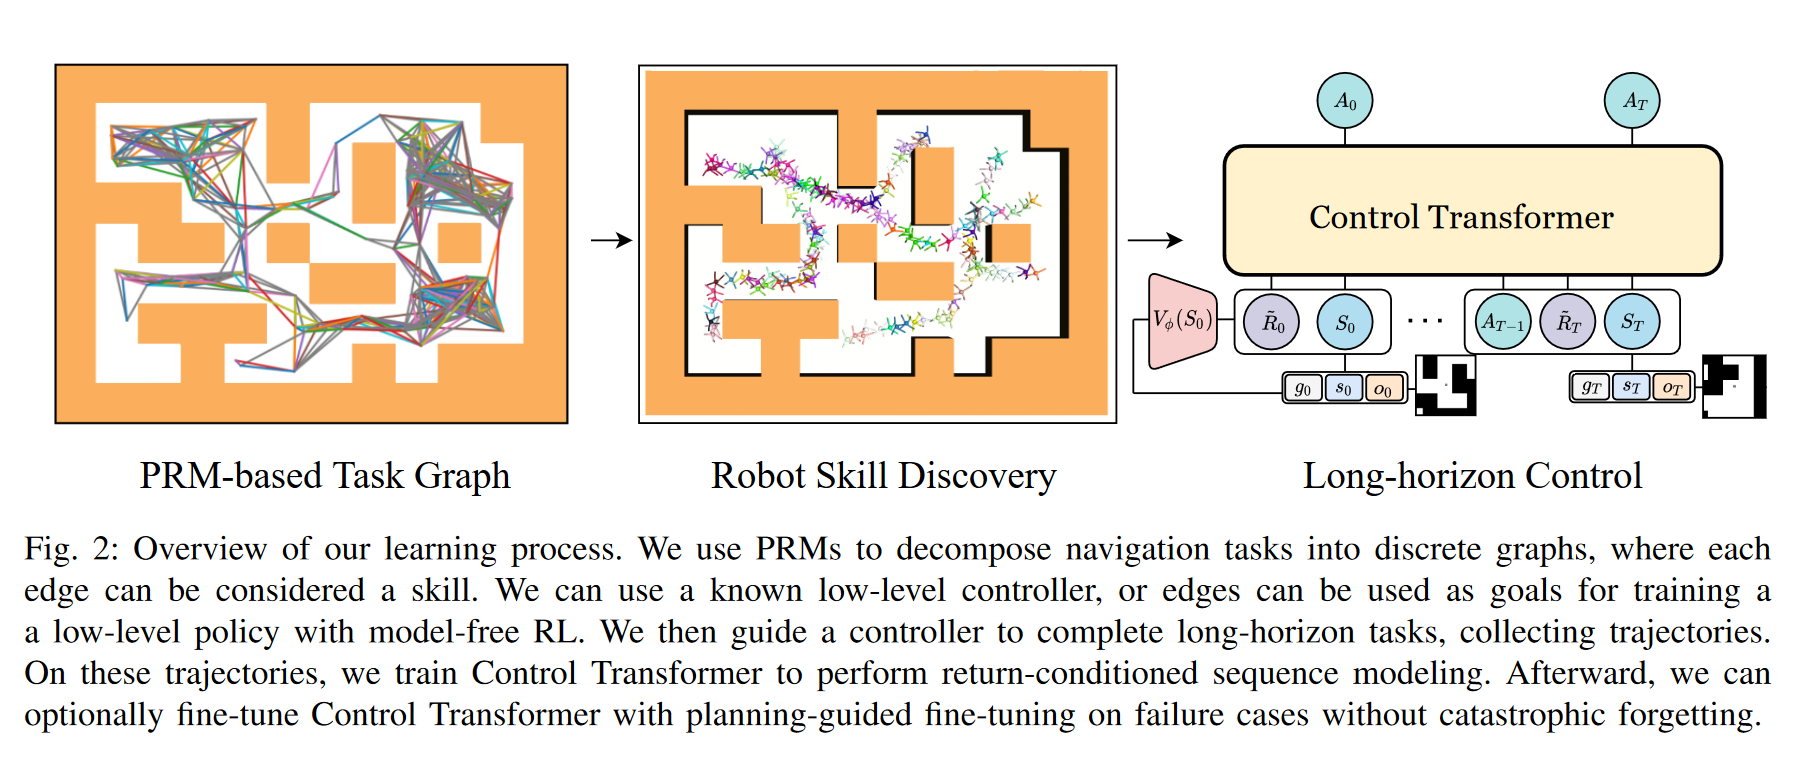 A_0
A_T
Control Transformer
V_ϕ(S_0)
R̃_0
S_0
···
A_{T−1}
R̃_T
S_T
g_0
s_0
o_0
g_T
s_T
o_T
PRM-based Task Graph
Robot Skill Discovery
Long-horizon Control
Fig. 2: Overview of our learning process. We use PRMs to decompose navigation tasks into discrete graphs, where each
edge can be considered a skill. We can use a known low-level controller, or edges can be used as goals for training a
a low-level policy with model-free RL. We then guide a controller to complete long-horizon tasks, collecting trajectories.
On these trajectories, we train Control Transformer to perform return-conditioned sequence modeling. Afterward, we can
optionally fine-tune Control Transformer with planning-guided fine-tuning on failure cases without catastrophic forgetting.